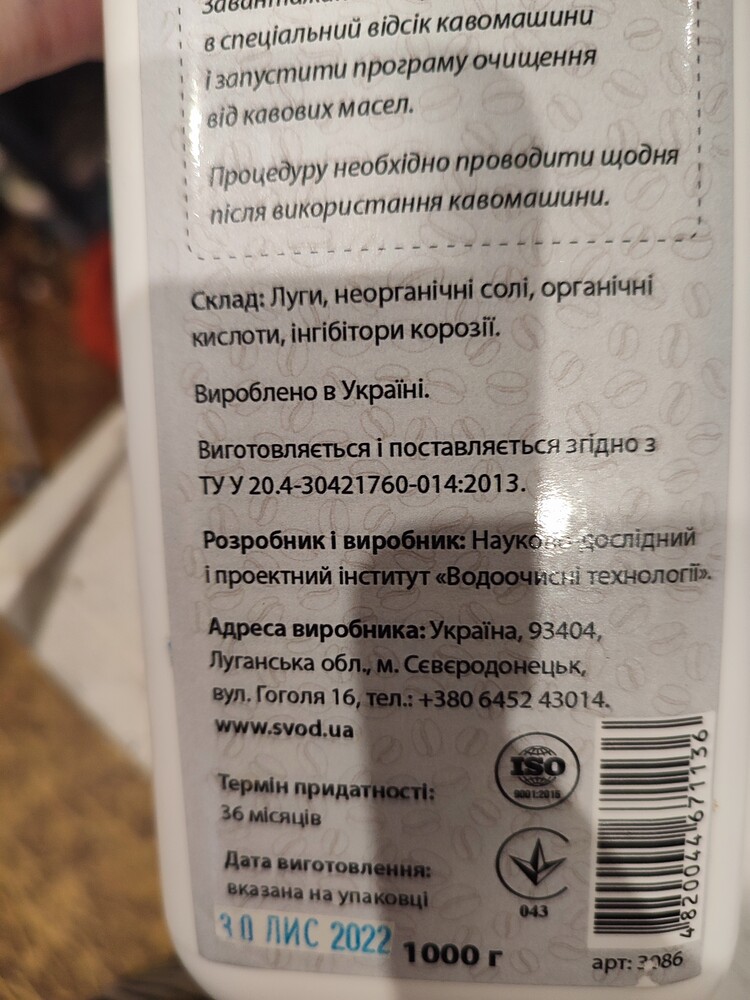 в спеціальний відсік кавомашини
і запустити програму очищення
від кавових масел.
Процедуру необхідно проводити щодня
після використання кавомашини.
Склад: Луги, неорганічні солі, органічні
кислоти, інгібітори корозії.
Вироблено в Україні.
Виготовляється і поставляється згідно з
ТУ У 20.4-30421760-014:2013.
Розробник і виробник: Науково-дослідний
і проектний інститут «Водоочисні технології».
Адреса виробника: Україна, 93404,
Луганська обл., м. Сєвєродонецьк,
вул. Гоголя 16, тел.: +380 6452 43014.
www.svod.ua
Термін придатності:
36 місяців
Дата виготовлення:
вказана на упаковці
30 ЛИС 2022
1000 г
ISO
9001:2015
043
4820044671136
арт: